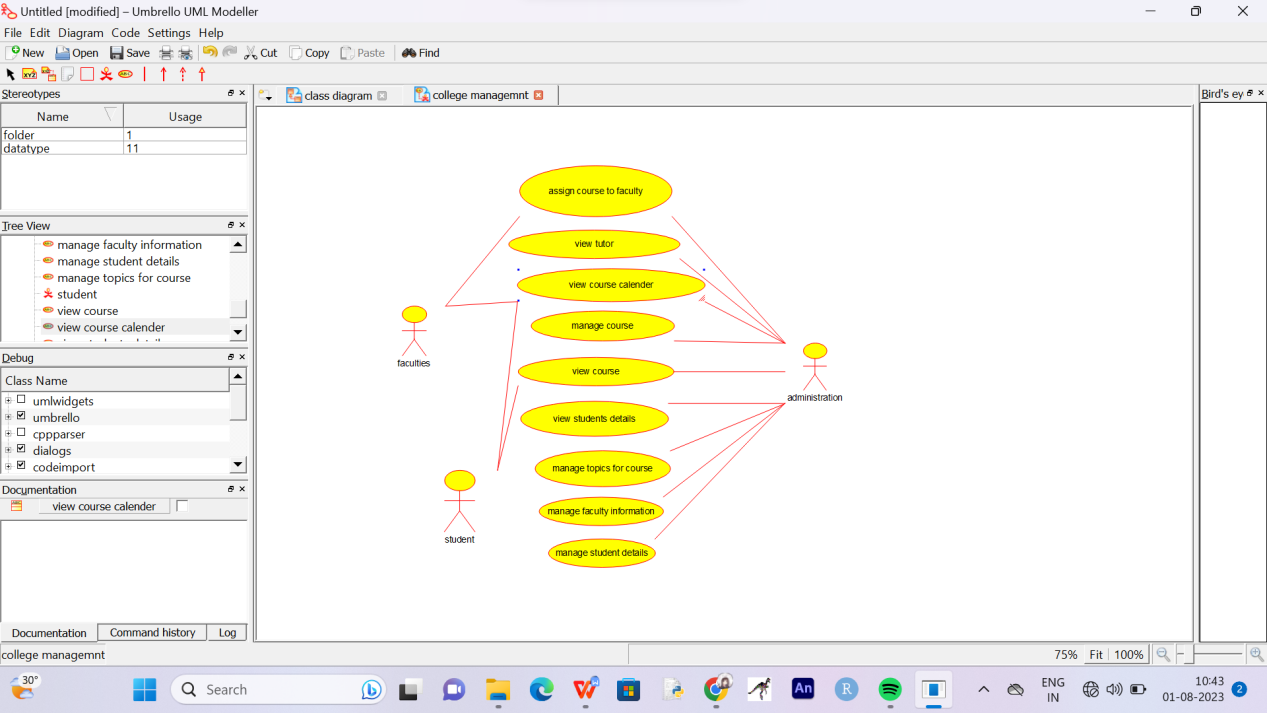 Untitled [modified] – Umbrello UML Modeller
File Edit Diagram Code Settings Help
New Open Save Cut Copy Paste Find
XYZ
ABC
Stereotypes
Name Usage
folder 1
datatype 11
Tree View
manage faculty information
manage student details
manage topics for course
student
view course
view course calender
Debug
Class Name
umlwidgets
umbrello
cppparser
dialogs
codeimport
Documentation
view course calender
Documentation Command history Log
class diagram
college managemnt
assign course to faculty
view tutor
view course calender
manage course
view course
view students details
manage topics for course
manage faculty information
manage student details
faculties
student
administration
Bird's ey
college managemnt
75% Fit 100%
30°
Search
An
R
ENG
IN
10:43
01-08-2023
2